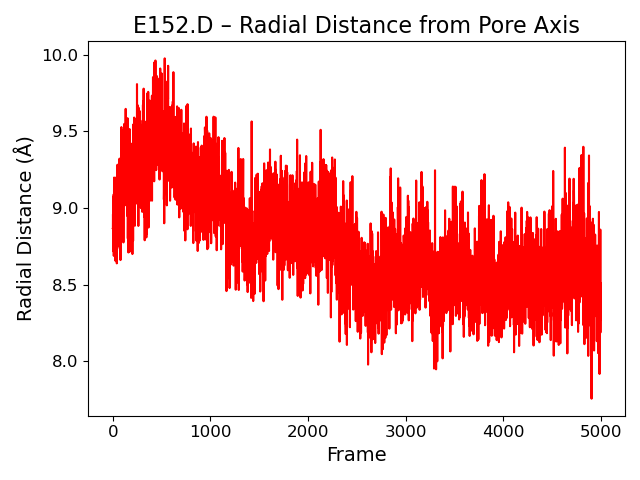 E152.D – Radial Distance from Pore Axis
10.0
9.5
9.0
8.5
8.0
Radial Distance (Å)
0 1000 2000 3000 4000 5000
Frame